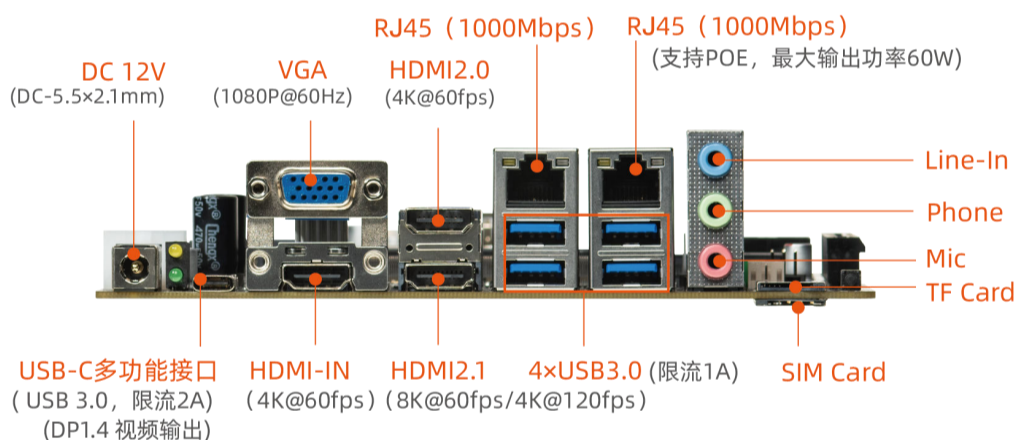 RJ45（1000Mbps）
RJ45（1000Mbps）
(支持POE，最大输出功率60W)
DC 12V
(DC-5.5×2.1mm)
VGA
(1080P@60Hz)
HDMI2.0
(4K@60fps)
Line-In
Phone
Mic
TF Card
SIM Card
USB-C多功能接口
( USB 3.0，限流2A)
(DP1.4 视频输出)
HDMI-IN
（4K@60fps）
HDMI2.1
（8K@60fps/4K@120fps）
4×USB3.0 (限流1A)